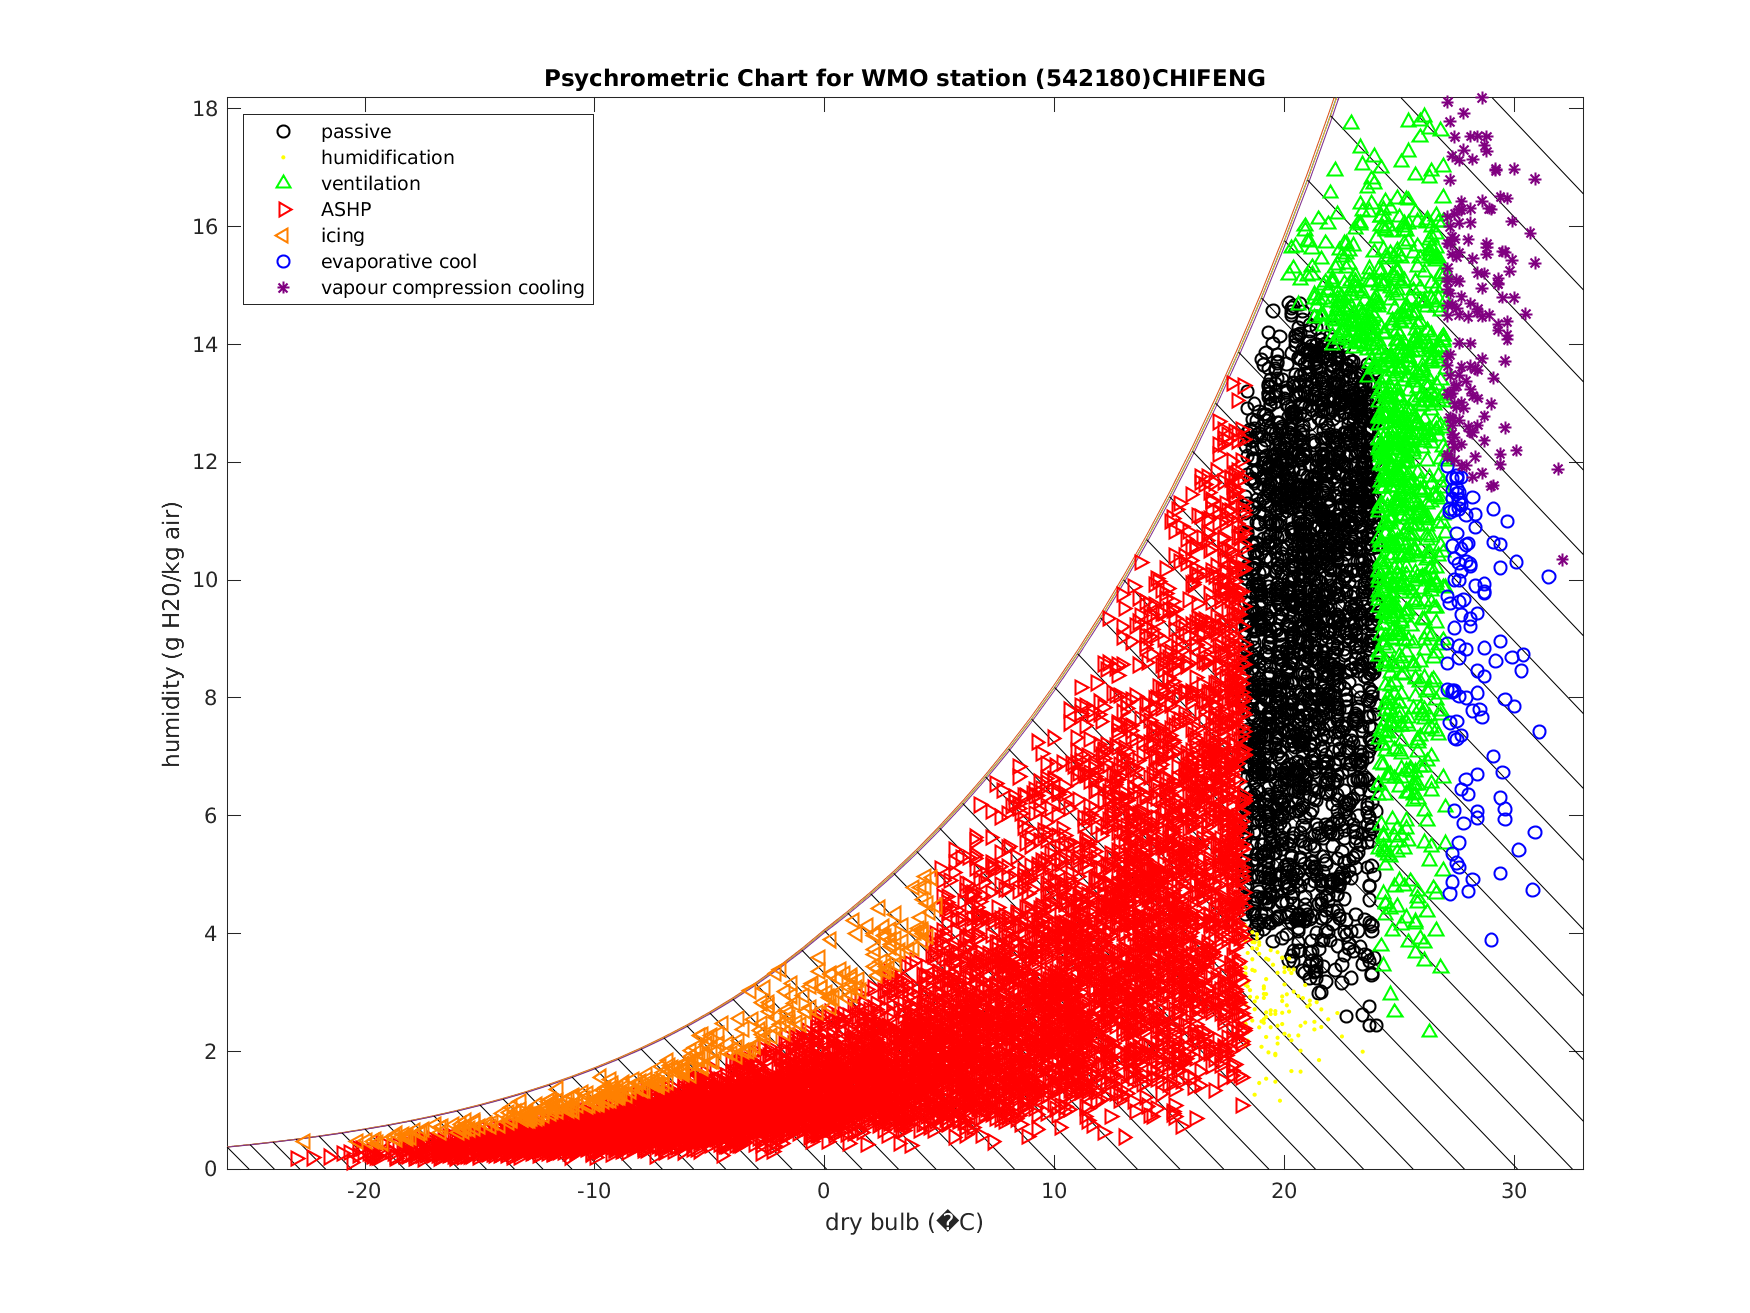 Psychrometric Chart for WMO station (542180)CHIFENG
passive
humidification
ventilation
ASHP
icing
evaporative cool
vapour compression cooling
humidity (g H20/kg air)
18
16
14
12
10
8
6
4
2
0
-20
-10
0
10
20
30
dry bulb (�C)